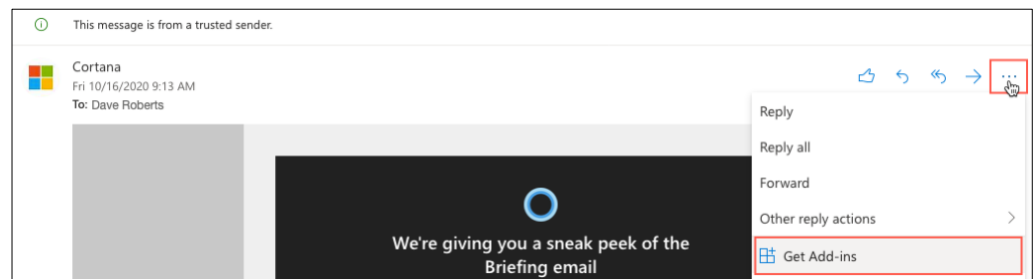 This message is from a trusted sender.
Cortana
Fri 10/16/2020 9:13 AM
To: Dave Roberts
Reply
Reply all
Forward
Other reply actions
Get Add-ins
We're giving you a sneak peek of the
Briefing email